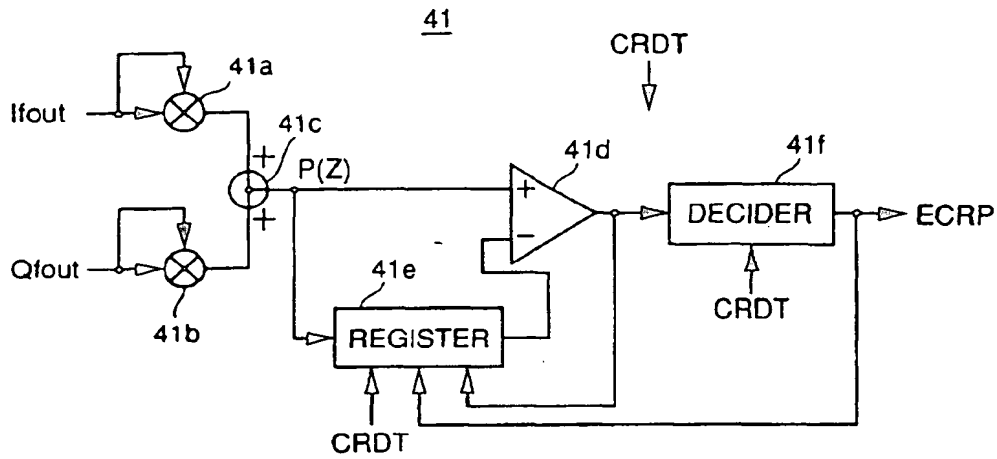 41
CRDT
41a
Ifout
41c
+
P(Z)
41d
41f
+
+
−
DECIDER
ECRP
Qfout
41e
41b
REGISTER
CRDT
CRDT